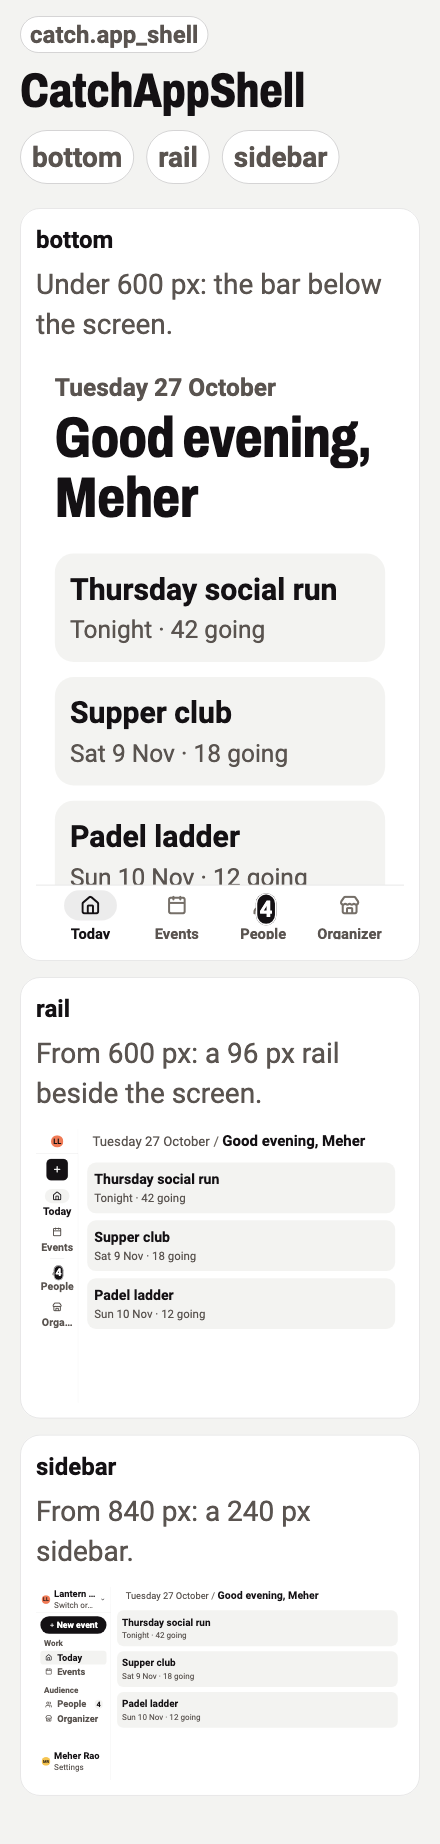 catch.app_shell
CatchAppShell
bottom rail sidebar
bottom
Under 600 px: the bar below
the screen.
Tuesday 27 October
Good evening,
Meher
Thursday social run
Tonight · 42 going
Supper club
Sat 9 Nov · 18 going
Padel ladder
Sun 10 Nov · 12 going
4
Today Events People Organizer
rail
From 600 px: a 96 px rail
beside the screen.
LL
Tuesday 27 October / Good evening, Meher
+
Today
Events
4
People
Orga...
Thursday social run
Tonight · 42 going
Supper club
Sat 9 Nov · 18 going
Padel ladder
Sun 10 Nov · 12 going
sidebar
From 840 px: a 240 px
sidebar.
LL
Lantern ...
Switch or...
+ New event
Work
Today
Events
Audience
People 4
Organizer
Meher Rao
Settings
Tuesday 27 October / Good evening, Meher
Thursday social run
Tonight · 42 going
Supper club
Sat 9 Nov · 18 going
Padel ladder
Sun 10 Nov · 12 going